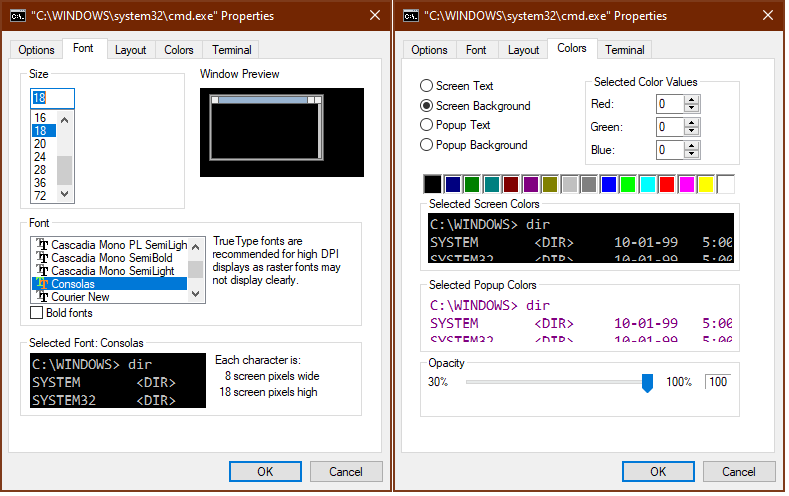 "C:\WINDOWS\system32\cmd.exe" Properties
Options Font Layout Colors Terminal
Size
18
16
18
20
24
28
36
72
Window Preview
Font
Cascadia Mono PL SemiLigh
Cascadia Mono SemiBold
Cascadia Mono SemiLight
Consolas
Courier New
TrueType fonts are
recommended for high DPI
displays as raster fonts may
not display clearly.
Bold fonts
Selected Font: Consolas
C:\WINDOWS> dir
SYSTEM <DIR>
SYSTEM32 <DIR>
Each character is:
8 screen pixels wide
18 screen pixels high
OK Cancel
"C:\WINDOWS\system32\cmd.exe" Properties
Options Font Layout Colors Terminal
Screen Text
Screen Background
Popup Text
Popup Background
Selected Color Values
Red: 0
Green: 0
Blue: 0
Selected Screen Colors
C:\WINDOWS> dir
SYSTEM <DIR> 10-01-99 5:00
SYSTEM32 <DIR> 10-01-99 5:00
Selected Popup Colors
C:\WINDOWS> dir
SYSTEM <DIR> 10-01-99 5:00
SYSTEM32 <DIR> 10-01-99 5:00
Opacity
30% 100% 100
OK Cancel